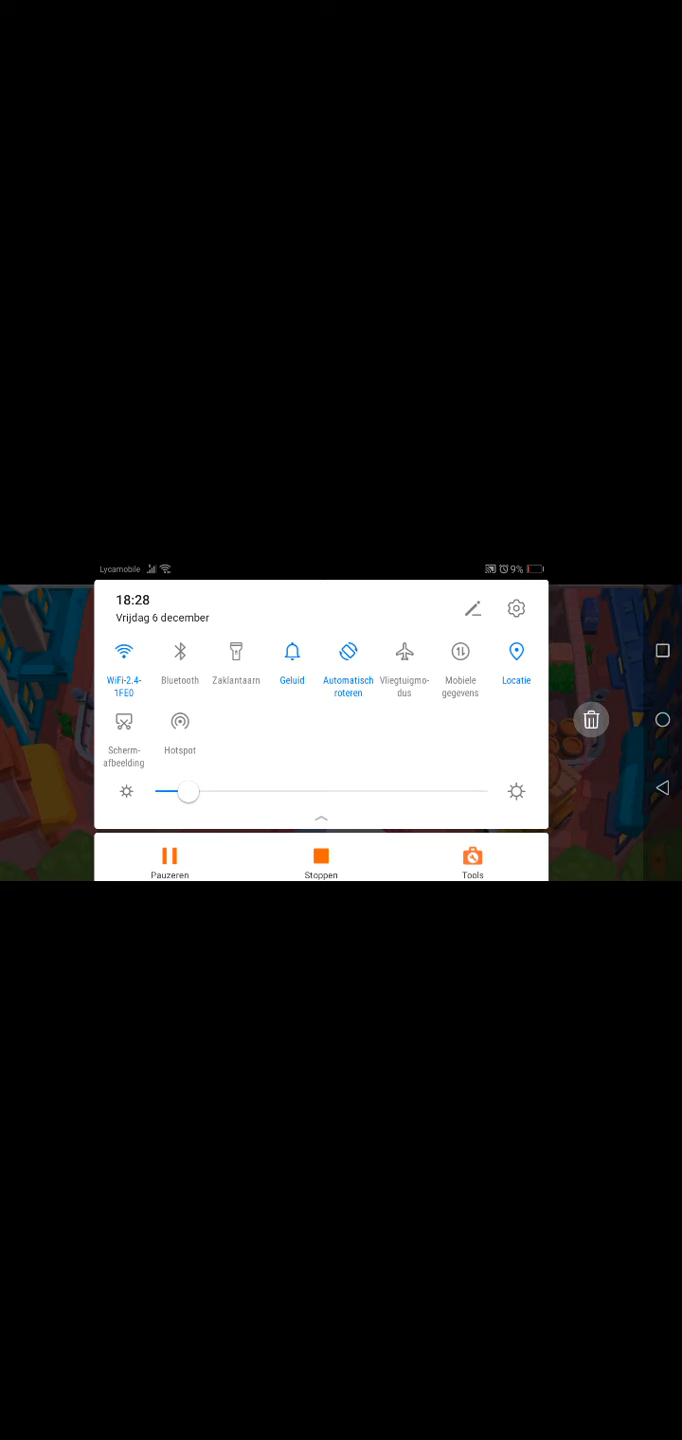 Lycamobile 9%
18:28
Vrijdag 6 december
WiFi-2.4-
1FE0
Bluetooth
Zaklantaarn
Geluid
Automatisch
roteren
Vliegtuigmo-
dus
Mobiele
gegevens
Locatie
Scherm-
afbeelding
Hotspot
Pauzeren
Stoppen
Tools